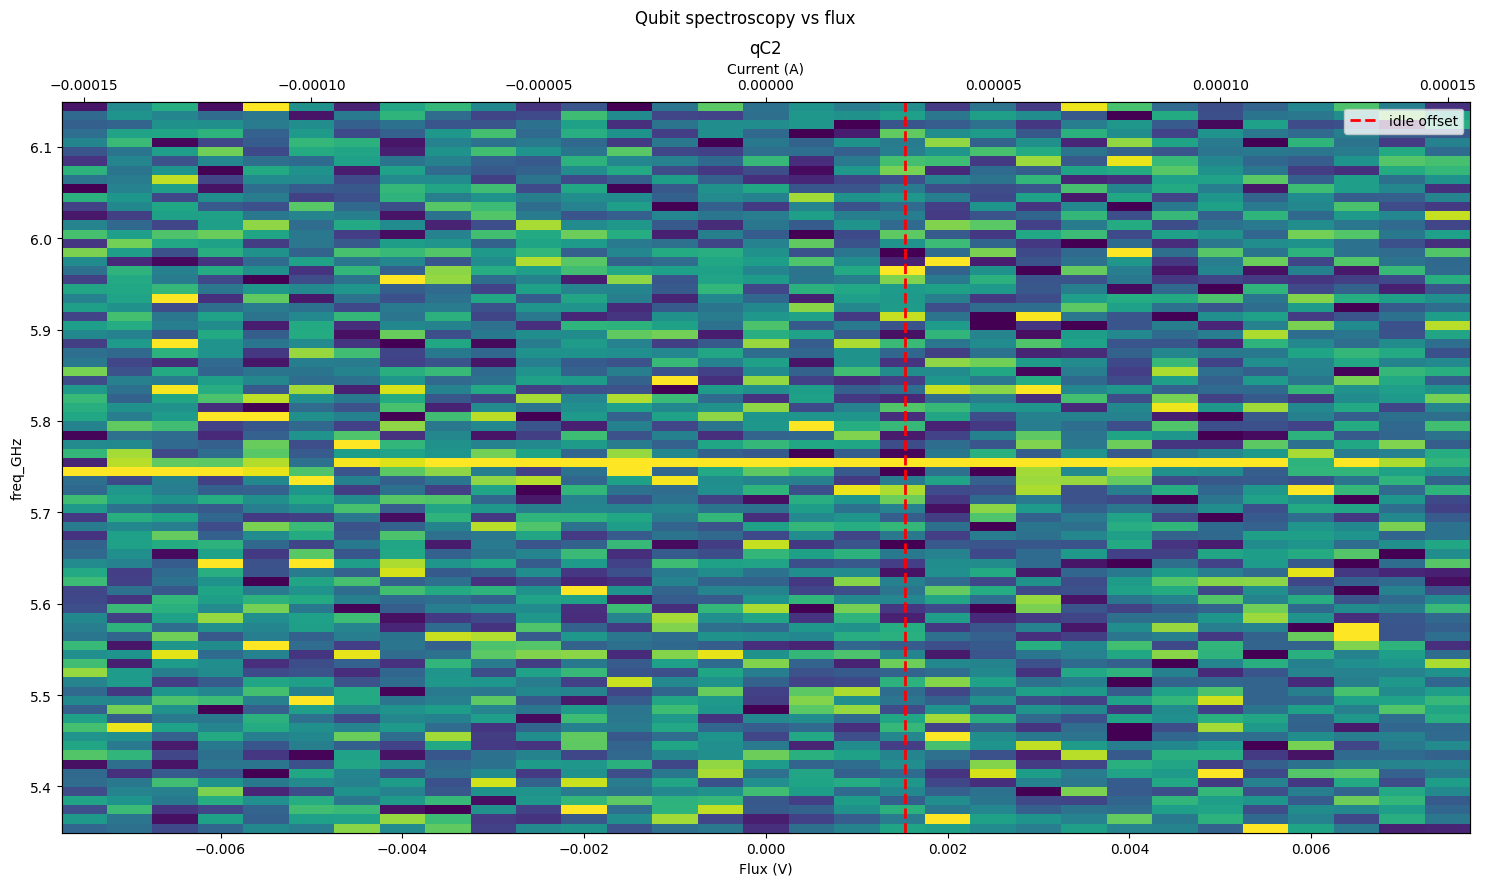 Qubit spectroscopy vs flux
qC2
Current (A)
−0.00015 −0.00010 −0.00005 0.00000 0.00005 0.00010 0.00015
idle offset
6.1
6.0
5.9
5.8
5.7
5.6
5.5
5.4
freq_GHz
−0.006 −0.004 −0.002 0.000 0.002 0.004 0.006
Flux (V)